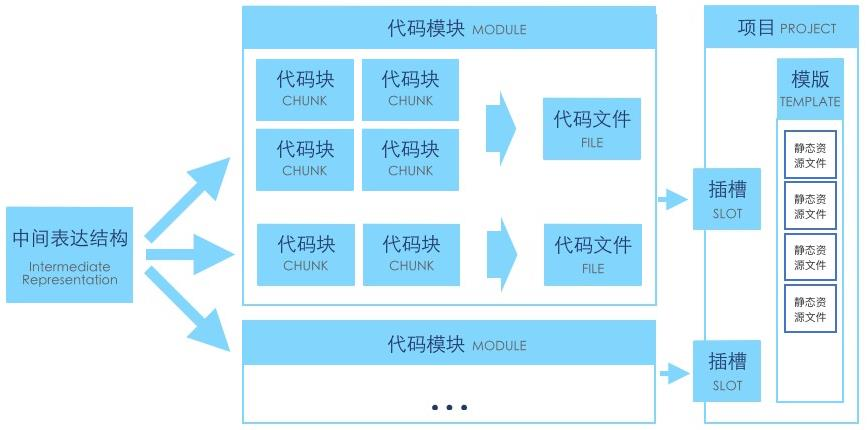 中间表达结构
Intermediate
Representation
代码模块 MODULE
代码块
CHUNK
代码块
CHUNK
代码块
CHUNK
代码块
CHUNK
代码文件
FILE
代码块
CHUNK
代码块
CHUNK
代码文件
FILE
代码模块 MODULE
...
项目 PROJECT
插槽
SLOT
插槽
SLOT
模版
TEMPLATE
静态资
源文件
静态资
源文件
静态资
源文件
静态资
源文件